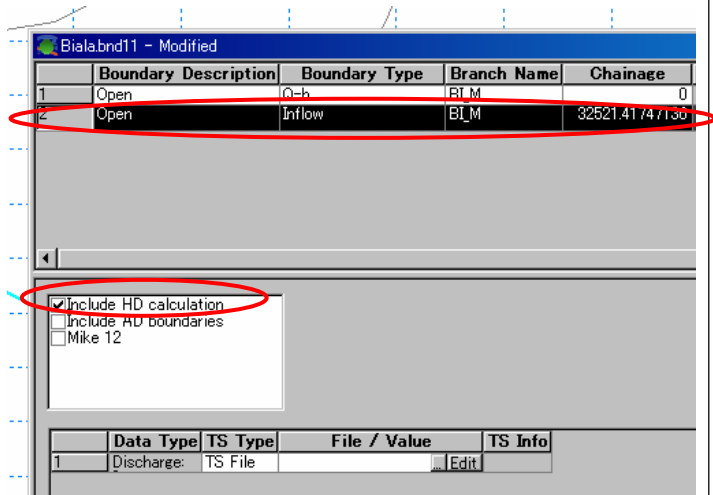 Biala.bnd11 - Modified
Boundary Description Boundary Type Branch Name Chainage
1 Open Q-h BI_M 0
2 Open Inflow BI_M 32521.41747136
Include HD calculation
Include AD boundaries
Mike 12
Data Type TS Type File / Value TS Info
1 Discharge: TS File ... Edit